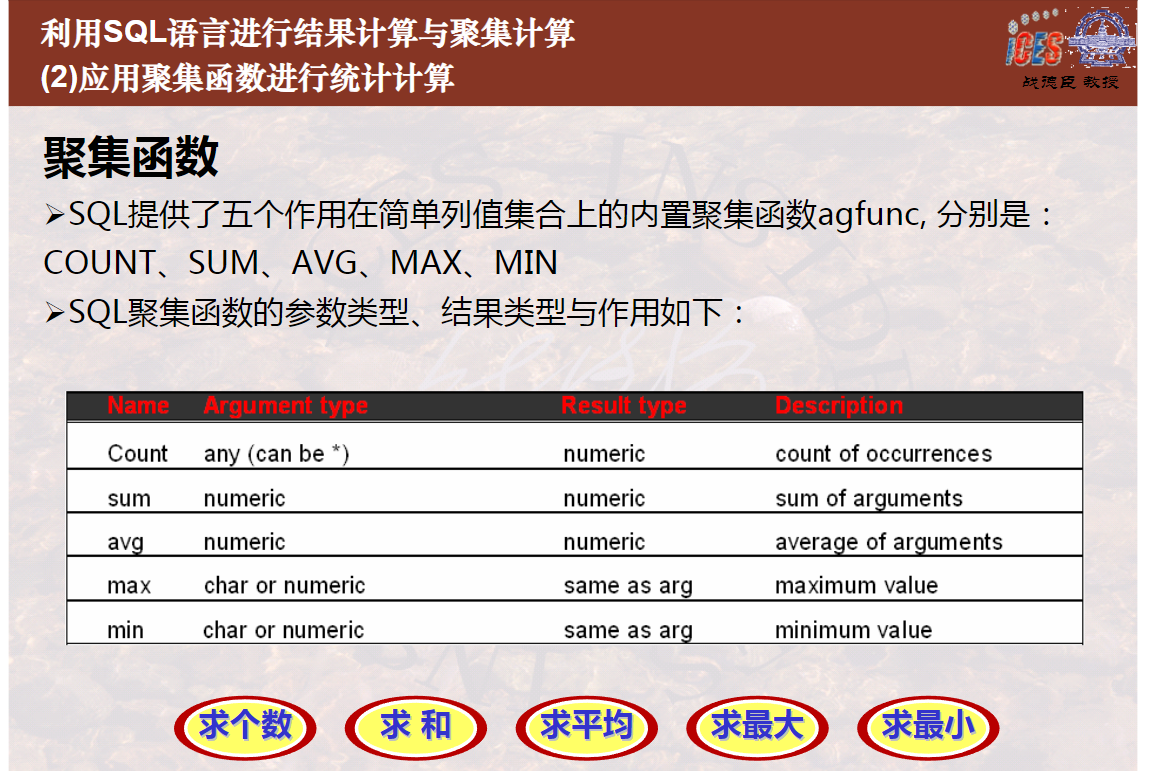 利用SQL语言进行结果计算与聚集计算
(2)应用聚集函数进行统计计算
iCES
战德臣 教授
聚集函数
➢SQL提供了五个作用在简单列值集合上的内置聚集函数agfunc, 分别是：
COUNT、SUM、AVG、MAX、MIN
➢SQL聚集函数的参数类型、结果类型与作用如下：
Name Argument type Result type Description
Count any (can be *) numeric count of occurrences
sum numeric numeric sum of arguments
avg numeric numeric average of arguments
max char or numeric same as arg maximum value
min char or numeric same as arg minimum value
求个数 求 和 求平均 求最大 求最小